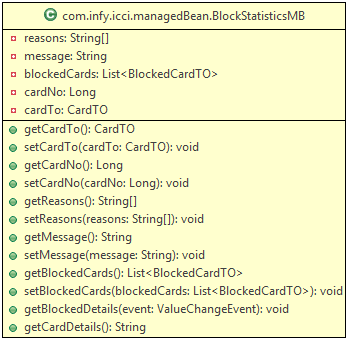 C com.infy.icci.managedBean.BlockStatisticsMB
reasons: String[]
message: String
blockedCards: List<BlockedCardTO>
cardNo: Long
cardTo: CardTO
getCardTo(): CardTO
setCardTo(cardTo: CardTO): void
getCardNo(): Long
setCardNo(cardNo: Long): void
getReasons(): String[]
setReasons(reasons: String[]): void
getMessage(): String
setMessage(message: String): void
getBlockedCards(): List<BlockedCardTO>
setBlockedCards(blockedCards: List<BlockedCardTO>): void
getBlockedDetails(event: ValueChangeEvent): void
getCardDetails(): String